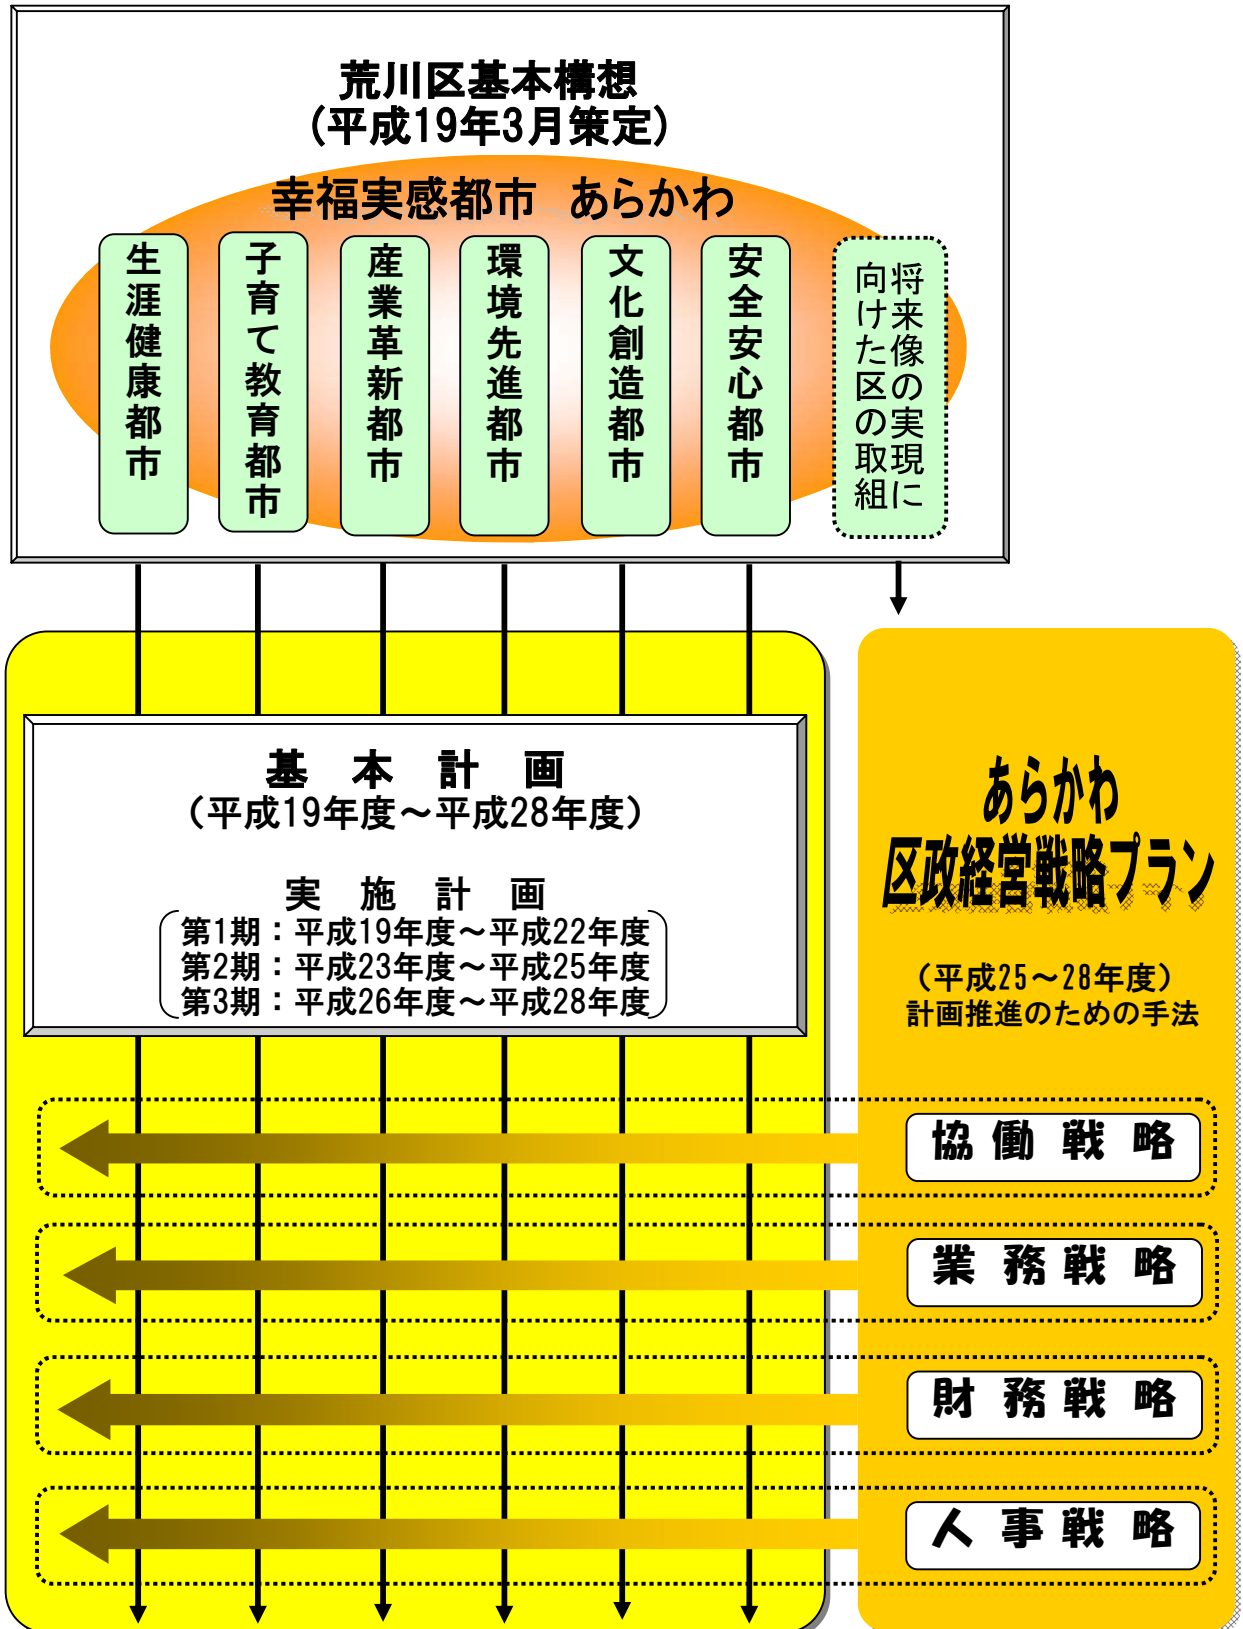 荒川区基本構想
(平成19年3月策定)
幸福実感都市　あらかわ
生涯健康都市
子育て教育都市
産業革新都市
環境先進都市
文化創造都市
安全安心都市
将来像の実現に
向けた区の取組
基　本　計　画
（平成19年度～平成28年度）
実　施　計　画
第1期：平成19年度～平成22年度
第2期：平成23年度～平成25年度
第3期：平成26年度～平成28年度
あらかわ
区政経営戦略プラン
（平成25～28年度）
計画推進のための手法
協働戦略
業務戦略
財務戦略
人事戦略